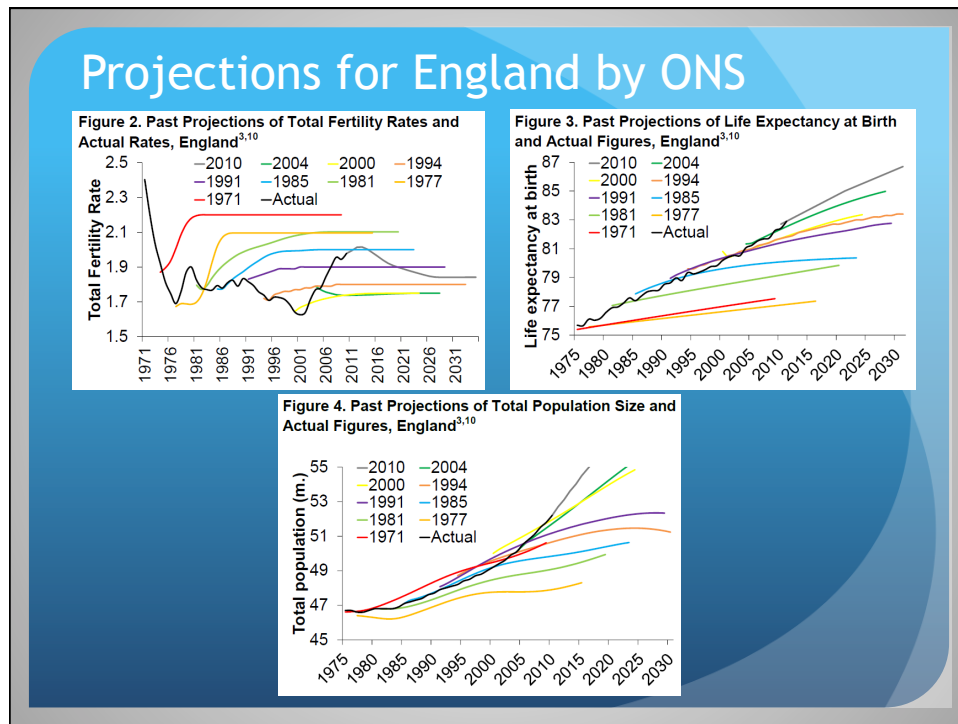 Projections for England by ONS
Figure 2. Past Projections of Total Fertility Rates and
Actual Rates, England3,10
2010 2004 2000 1994
1991 1985 1981 1977
1971 Actual
Total Fertility Rate
2.5
2.3
2.1
1.9
1.7
1.5
1971 1976 1981 1986 1991 1996 2001 2006 2011 2016 2021 2026 2031
Figure 3. Past Projections of Life Expectancy at Birth
and Actual Figures, England3,10
2010 2004
2000 1994
1991 1985
1981 1977
1971 Actual
Life expectancy at birth
87
85
83
81
79
77
75
1975 1980 1985 1990 1995 2000 2005 2010 2015 2020 2025 2030
Figure 4. Past Projections of Total Population Size and
Actual Figures, England3,10
2010 2004
2000 1994
1991 1985
1981 1977
1971 Actual
Total population (m.)
55
53
51
49
47
45
1975 1980 1985 1990 1995 2000 2005 2010 2015 2020 2025 2030